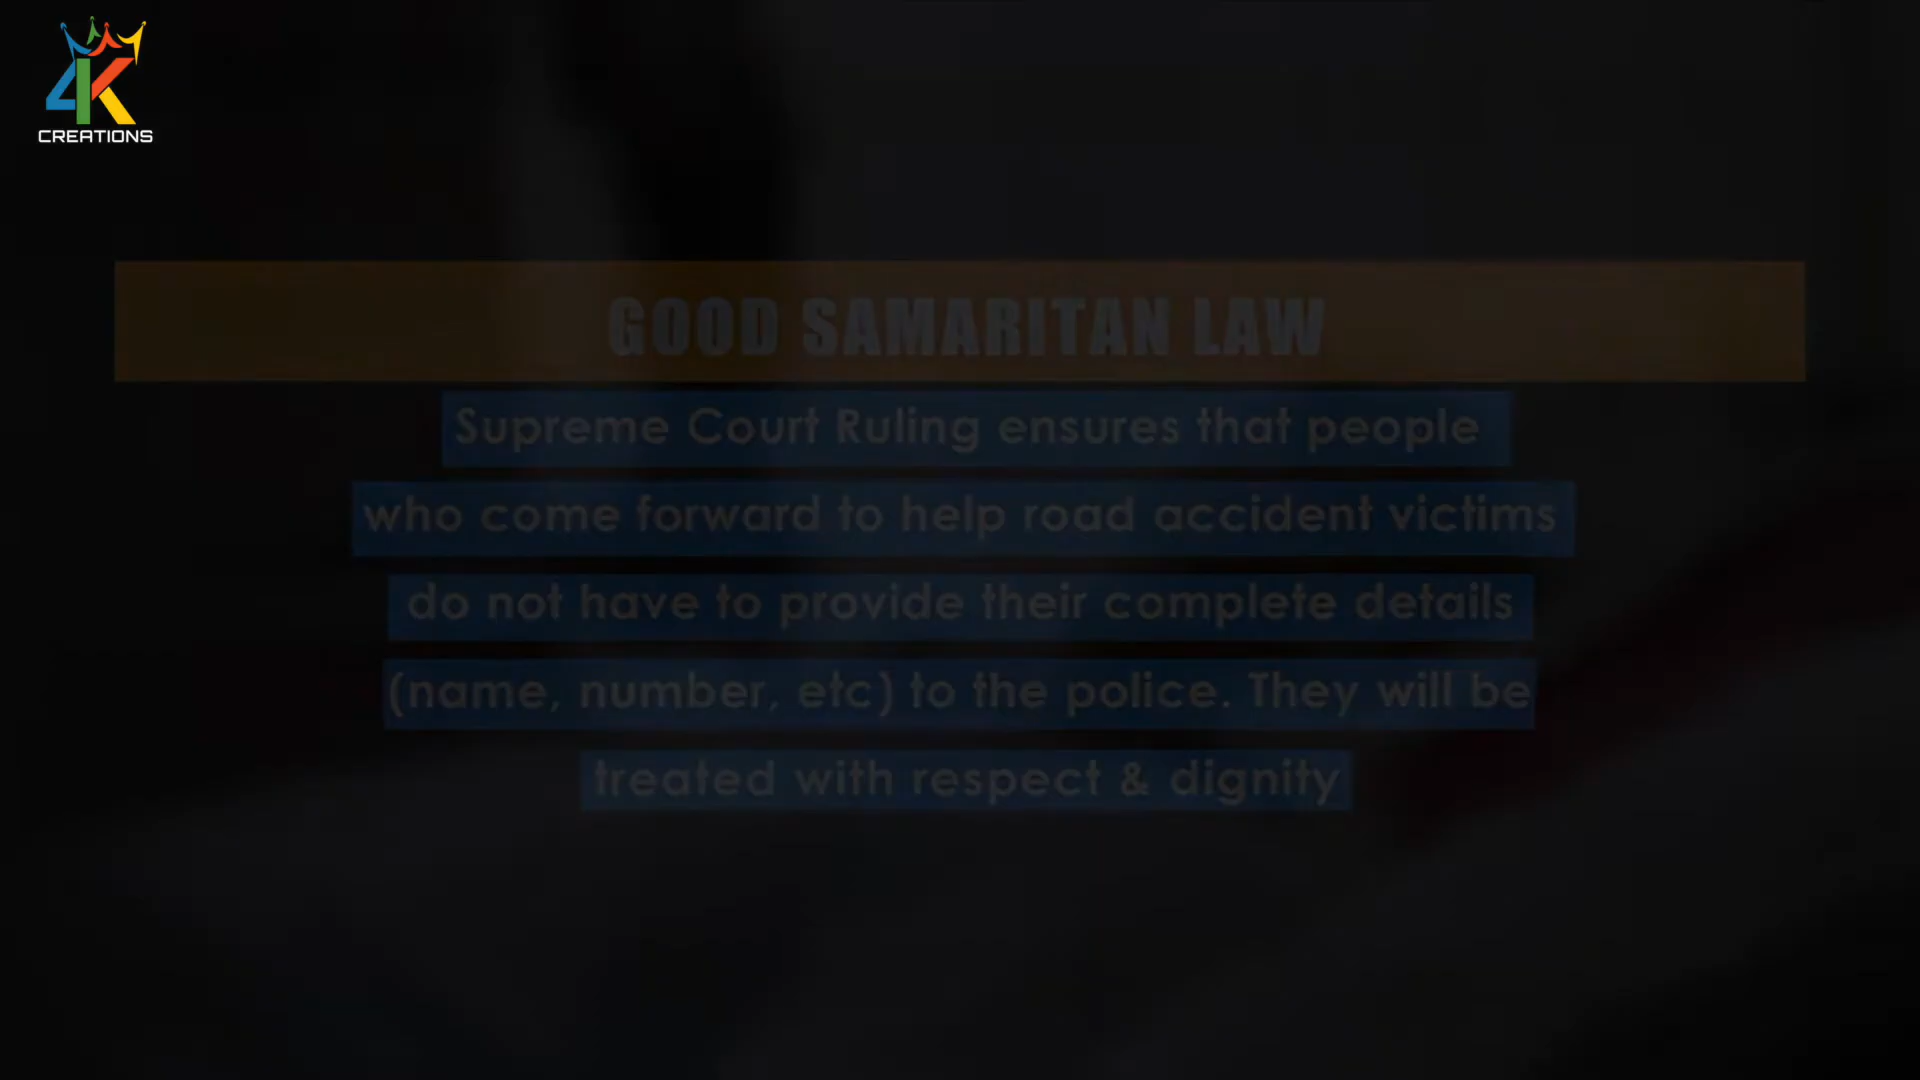 4K
CREATIONS
GOOD SAMARITAN LAW
Supreme Court Ruling ensures that people
who come forward to help road accident victims
do not have to provide their complete details
(name, number, etc) to the police. They will be
treated with respect & dignity